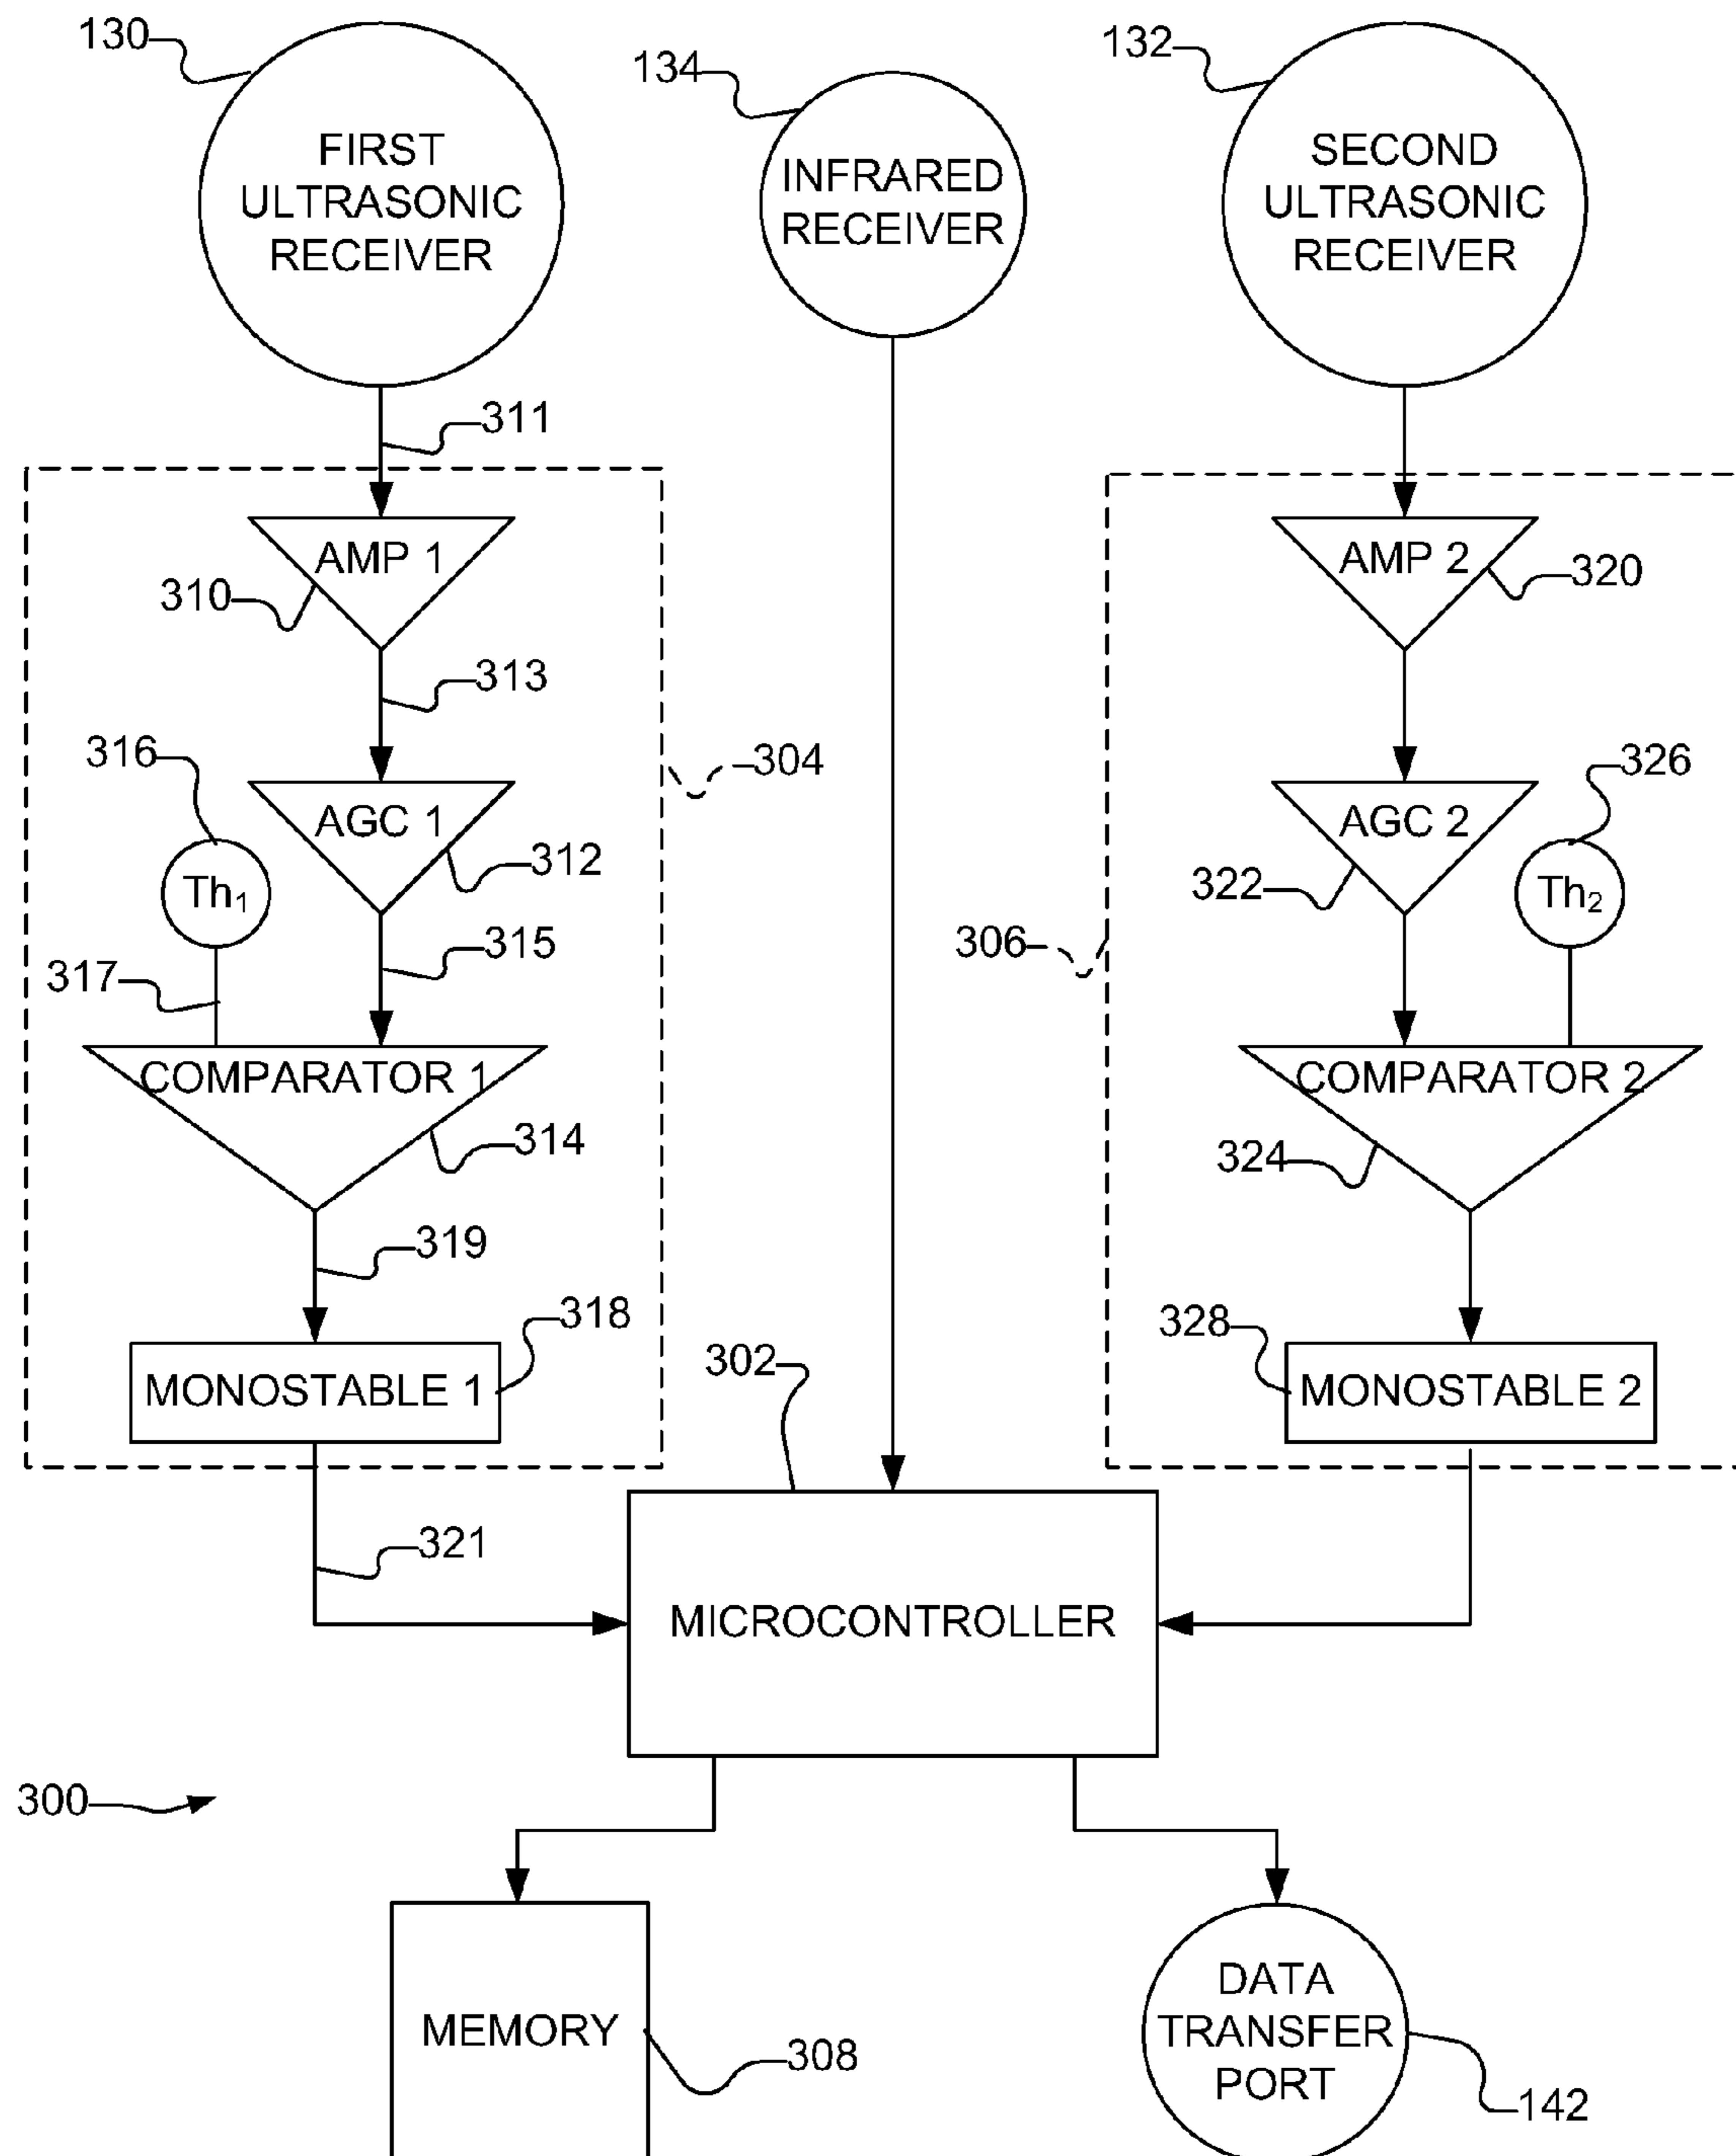 130
134
132
FIRST
ULTRASONIC
RECEIVER
INFRARED
RECEIVER
SECOND
ULTRASONIC
RECEIVER
311
AMP 1
310
AMP 2
320
313
316
304
326
AGC 1
312
AGC 2
322
Th1
Th2
315
306
317
COMPARATOR 1
314
COMPARATOR 2
324
319
318
MONOSTABLE 1
302
328
MONOSTABLE 2
321
MICROCONTROLLER
300
MEMORY
308
DATA
TRANSFER
PORT
142